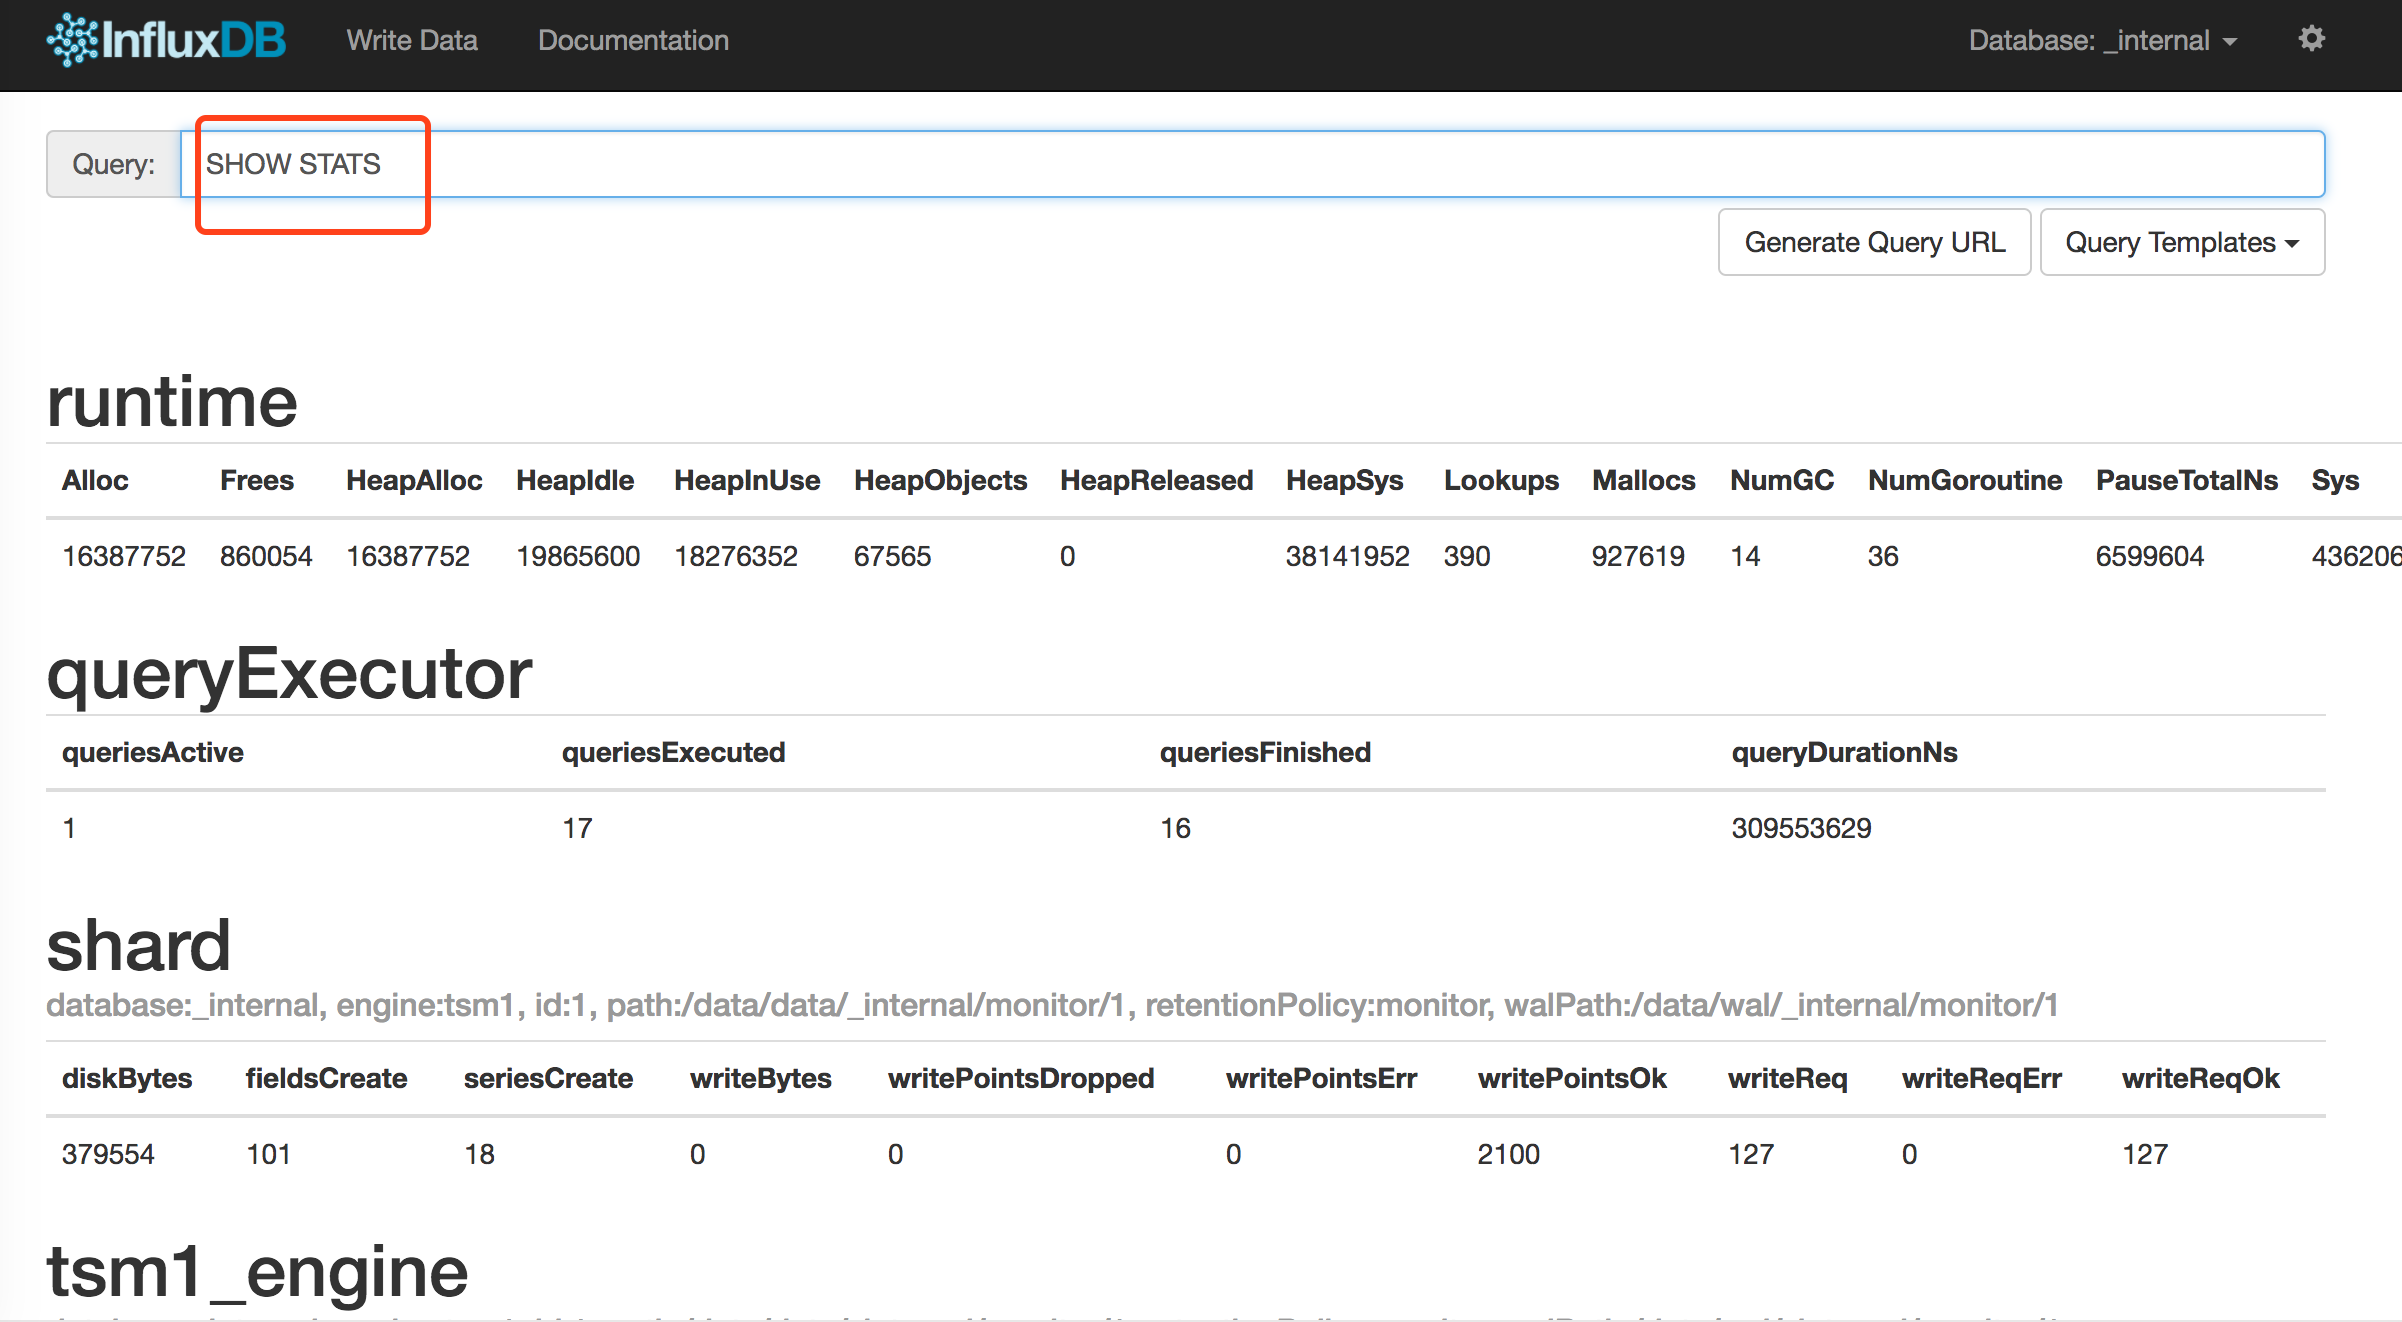 InfluxDB Write Data Documentation Database: _internal
Query: SHOW STATS
Generate Query URL Query Templates
runtime
Alloc Frees HeapAlloc HeapIdle HeapInUse HeapObjects HeapReleased HeapSys Lookups Mallocs NumGC NumGoroutine PauseTotalNs Sys
16387752 860054 16387752 19865600 18276352 67565 0 38141952 390 927619 14 36 6599604 436206
queryExecutor
queriesActive queriesExecuted queriesFinished queryDurationNs
1 17 16 309553629
shard
database:_internal, engine:tsm1, id:1, path:/data/data/_internal/monitor/1, retentionPolicy:monitor, walPath:/data/wal/_internal/monitor/1
diskBytes fieldsCreate seriesCreate writeBytes writePointsDropped writePointsErr writePointsOk writeReq writeReqErr writeReqOk
379554 101 18 0 0 0 2100 127 0 127
tsm1_engine